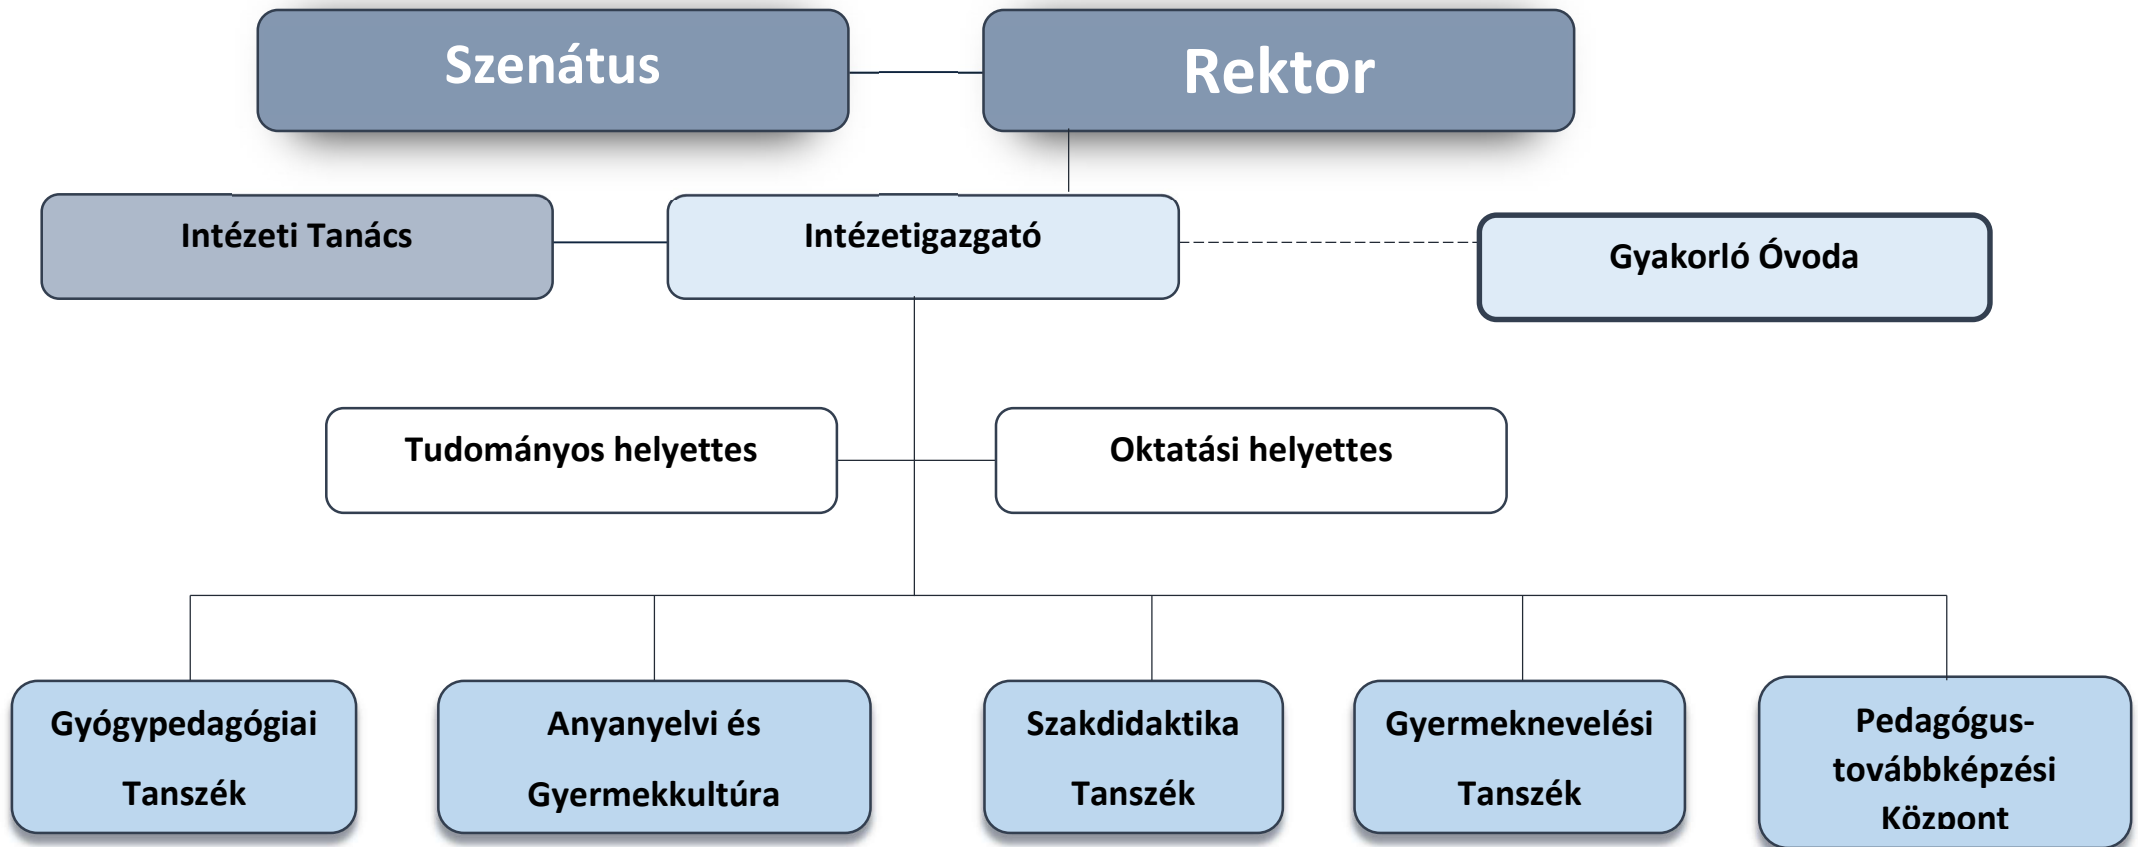 Szenátus
Rektor
Intézeti Tanács
Intézetigazgató
Gyakorló Óvoda
Tudományos helyettes
Oktatási helyettes
Gyógypedagógiai
Tanszék
Anyanyelvi és
Gyermekkultúra
Szakdidaktika
Tanszék
Gyermeknevelési
Tanszék
Pedagógus-
továbbképzési
Központ